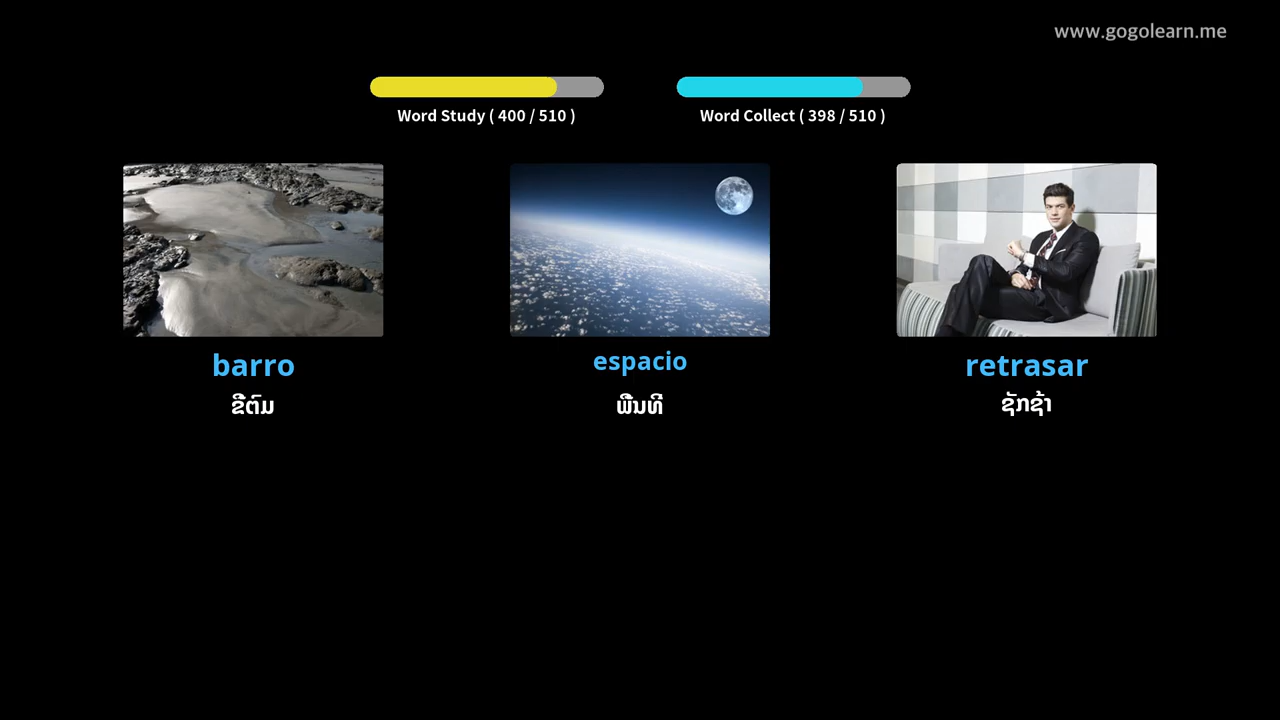 www.gogolearn.me
Word Study ( 400 / 510 )
Word Collect ( 398 / 510 )
barro
espacio
retrasar
ຂີ້ຕົມ
ພື້ນທີ່
ຊັກຊ້າ